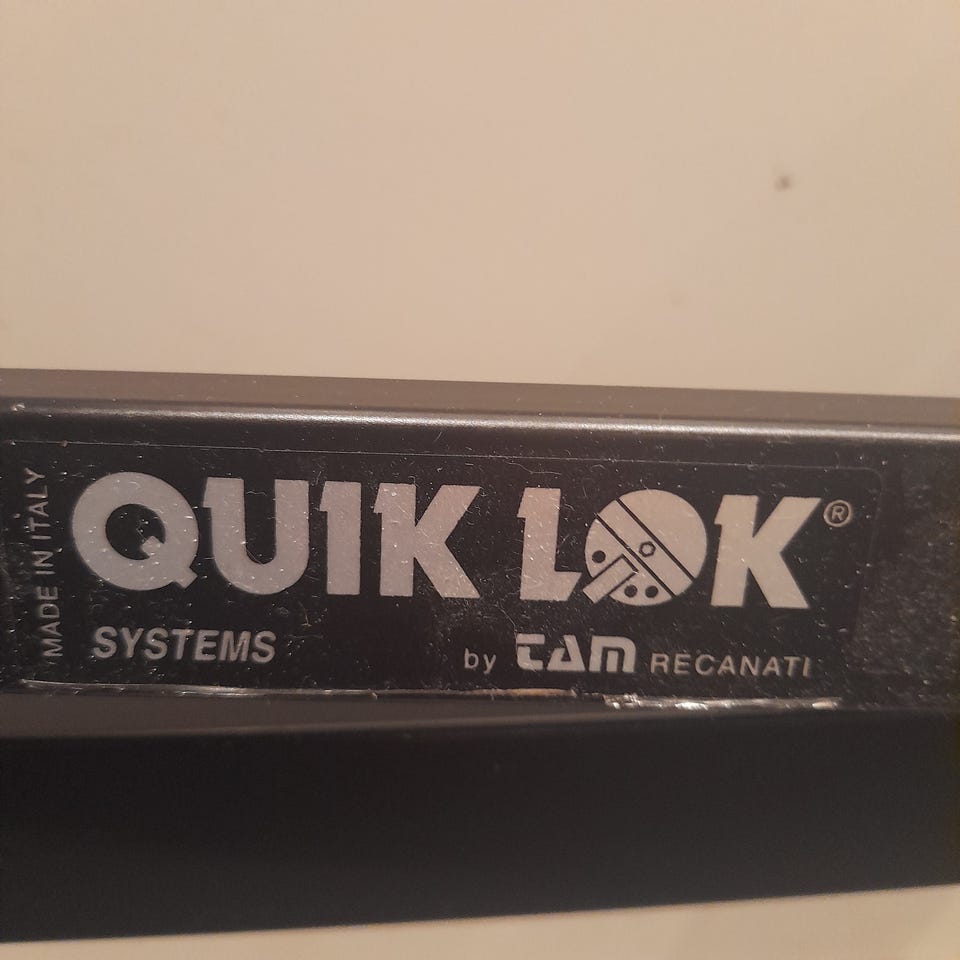 MADE IN ITALY
QUIK LOK®
SYSTEMS
by TAM RECANATI